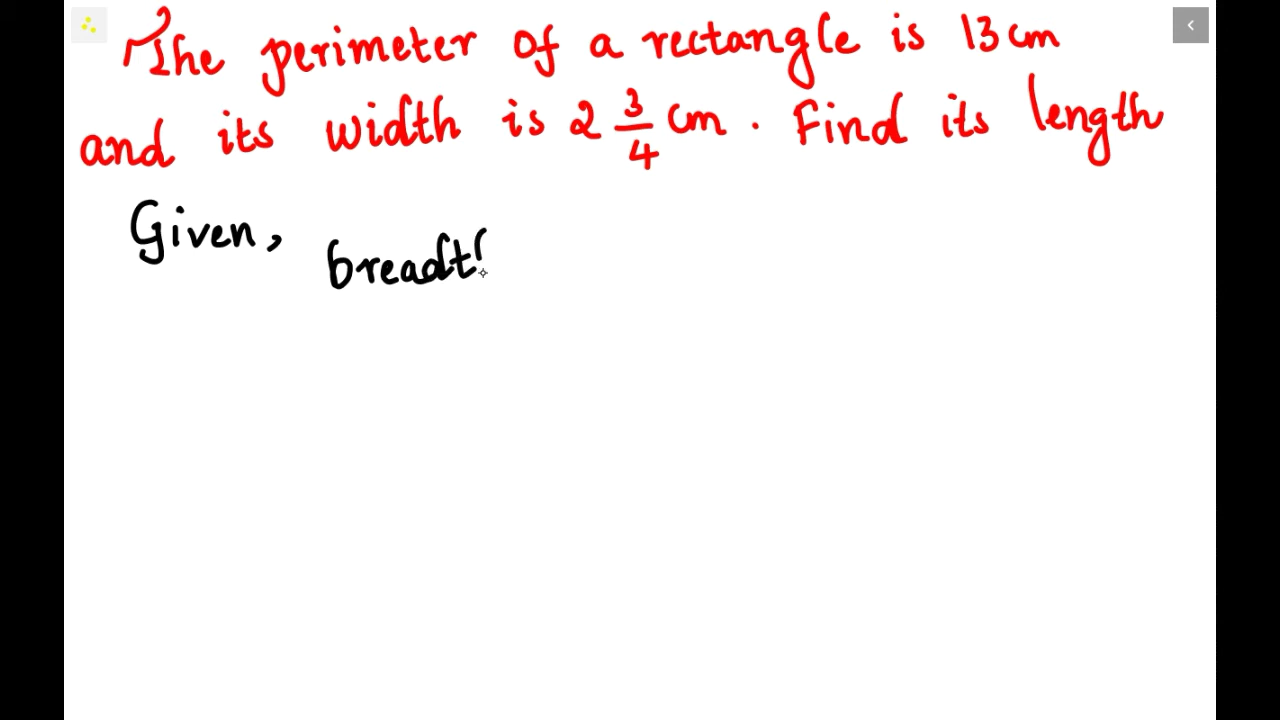 The perimeter of a rectangle is 13 cm
and its width is 2 3/4 cm. Find its length
Given,
breadt